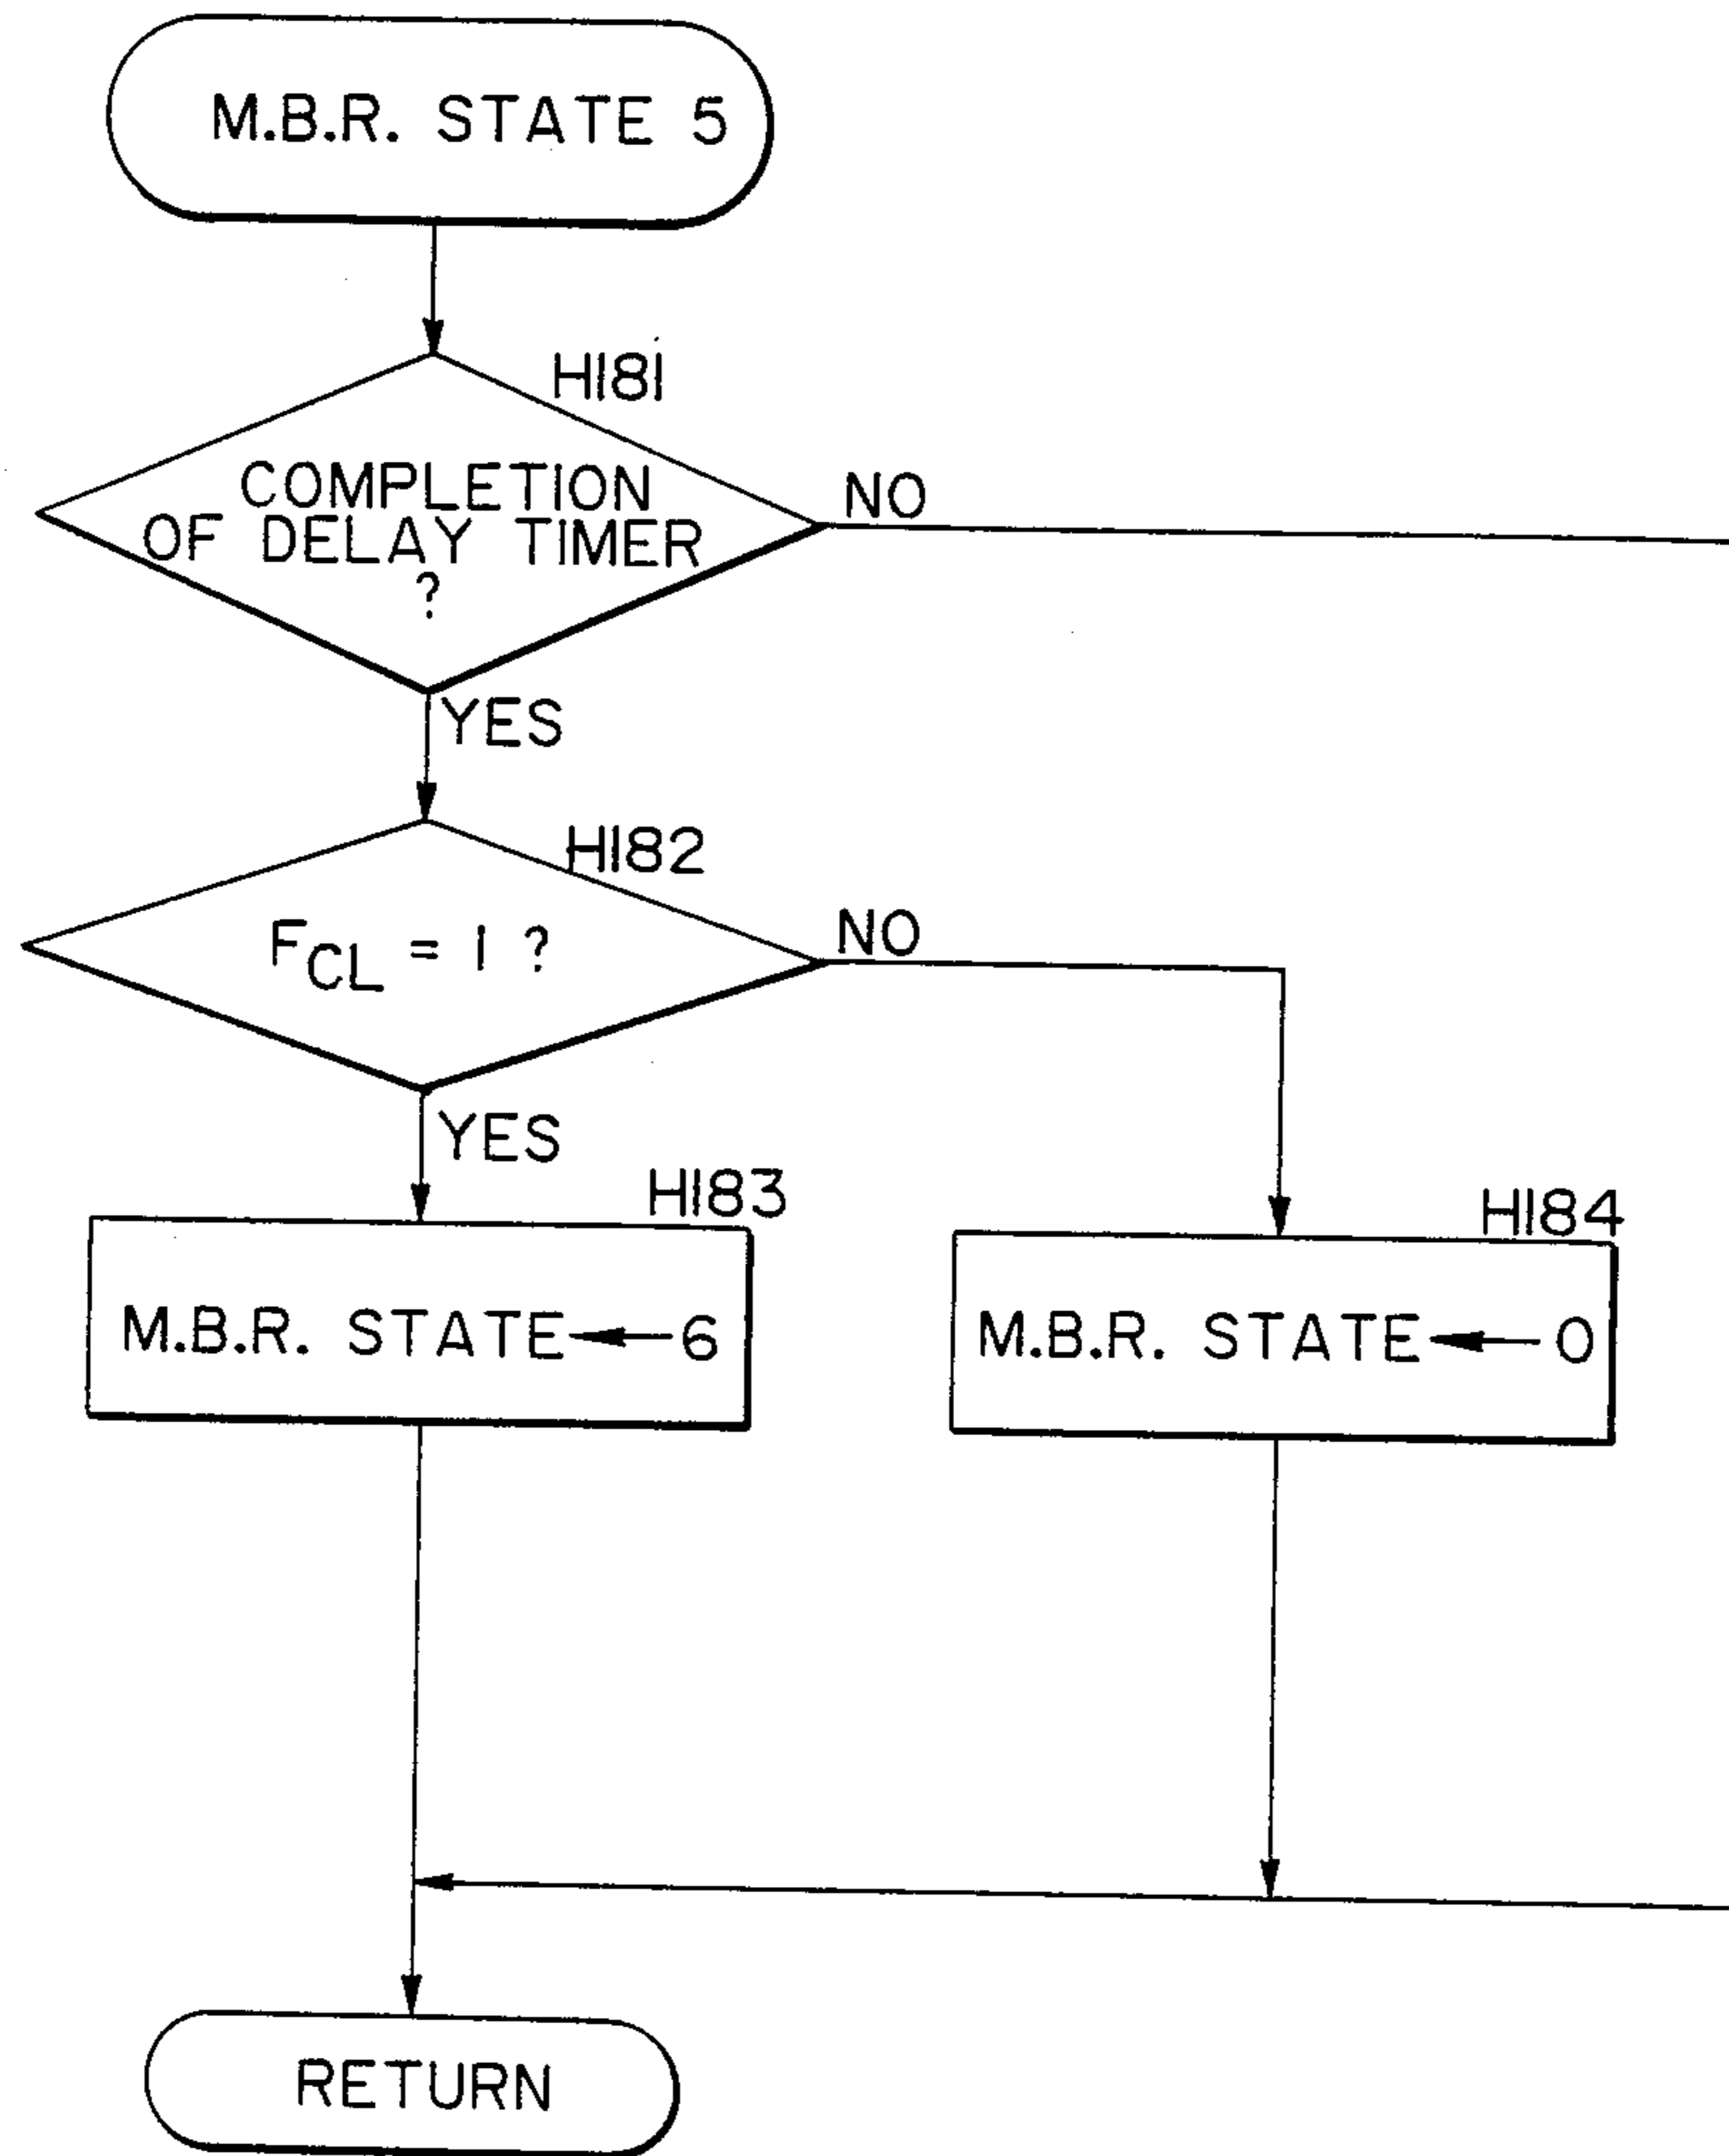 M.B.R. STATE 5
H181
COMPLETION
OF DELAY TIMER
?
NO
YES
H182
FCL = 1 ?
NO
YES
H183
M.B.R. STATE ← 6
H184
M.B.R. STATE ← 0
RETURN